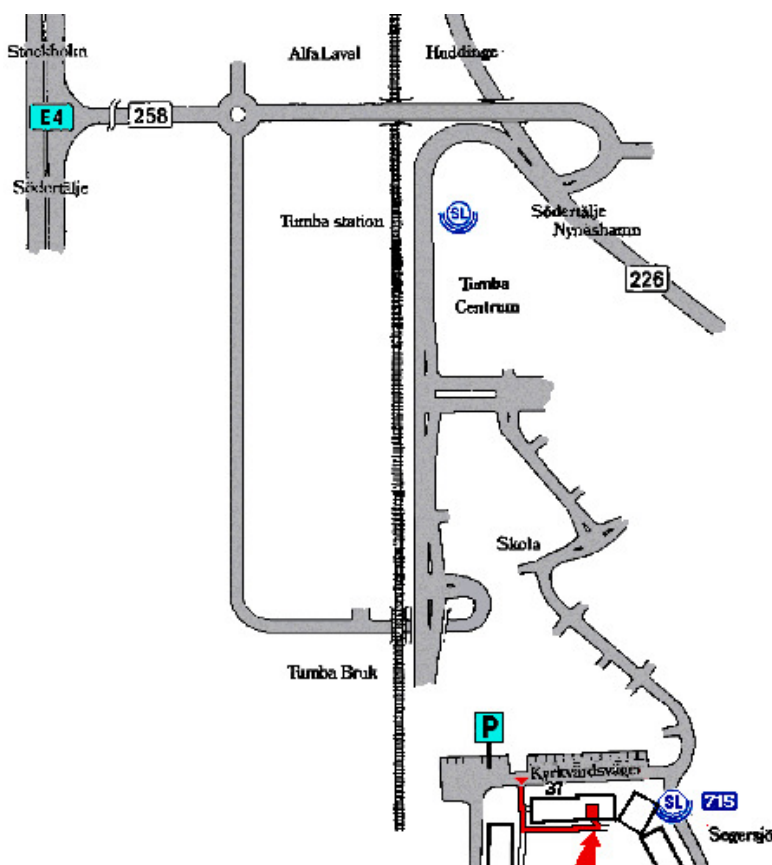 Stockholm
Alfa Laval
Huddinge
E4
258
Södertälje
Tumba station
SL
Södertälje
Nynäshamn
226
Tumba
Centrum
Skola
Tumba Bruk
P
Kyrkvärdsvägen
37
SL
715
Segersjö